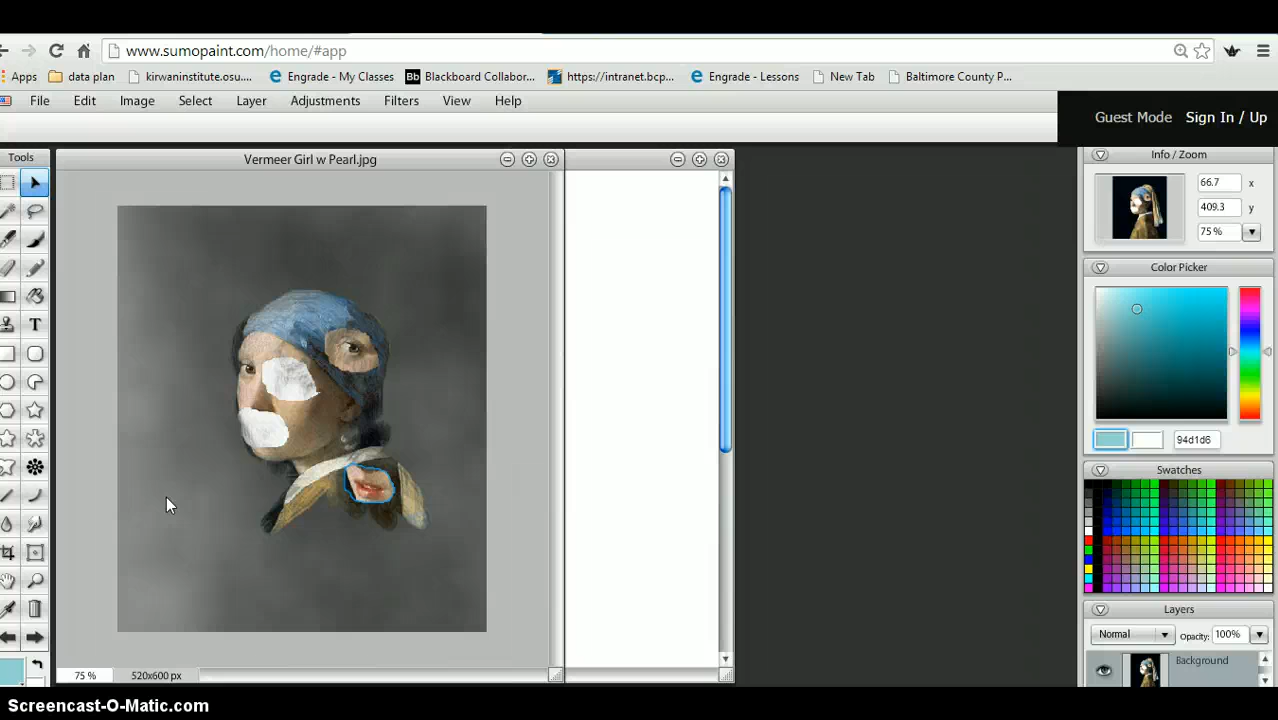 www.sumopaint.com/home/#app
Apps data plan kirwaninstitute.osu.... Engrade - My Classes Bb Blackboard Collabor... https://intranet.bcp... Engrade - Lessons New Tab Baltimore County P...
File Edit Image Select Layer Adjustments Filters View Help
Guest Mode Sign In / Up
Tools
Vermeer Girl w Pearl.jpg
Info / Zoom
66.7 x
409.3 y
75 %
Color Picker
94d1d6
Swatches
Layers
Normal Opacity: 100%
Background
75 % 520x600 px
T
Screencast-O-Matic.com